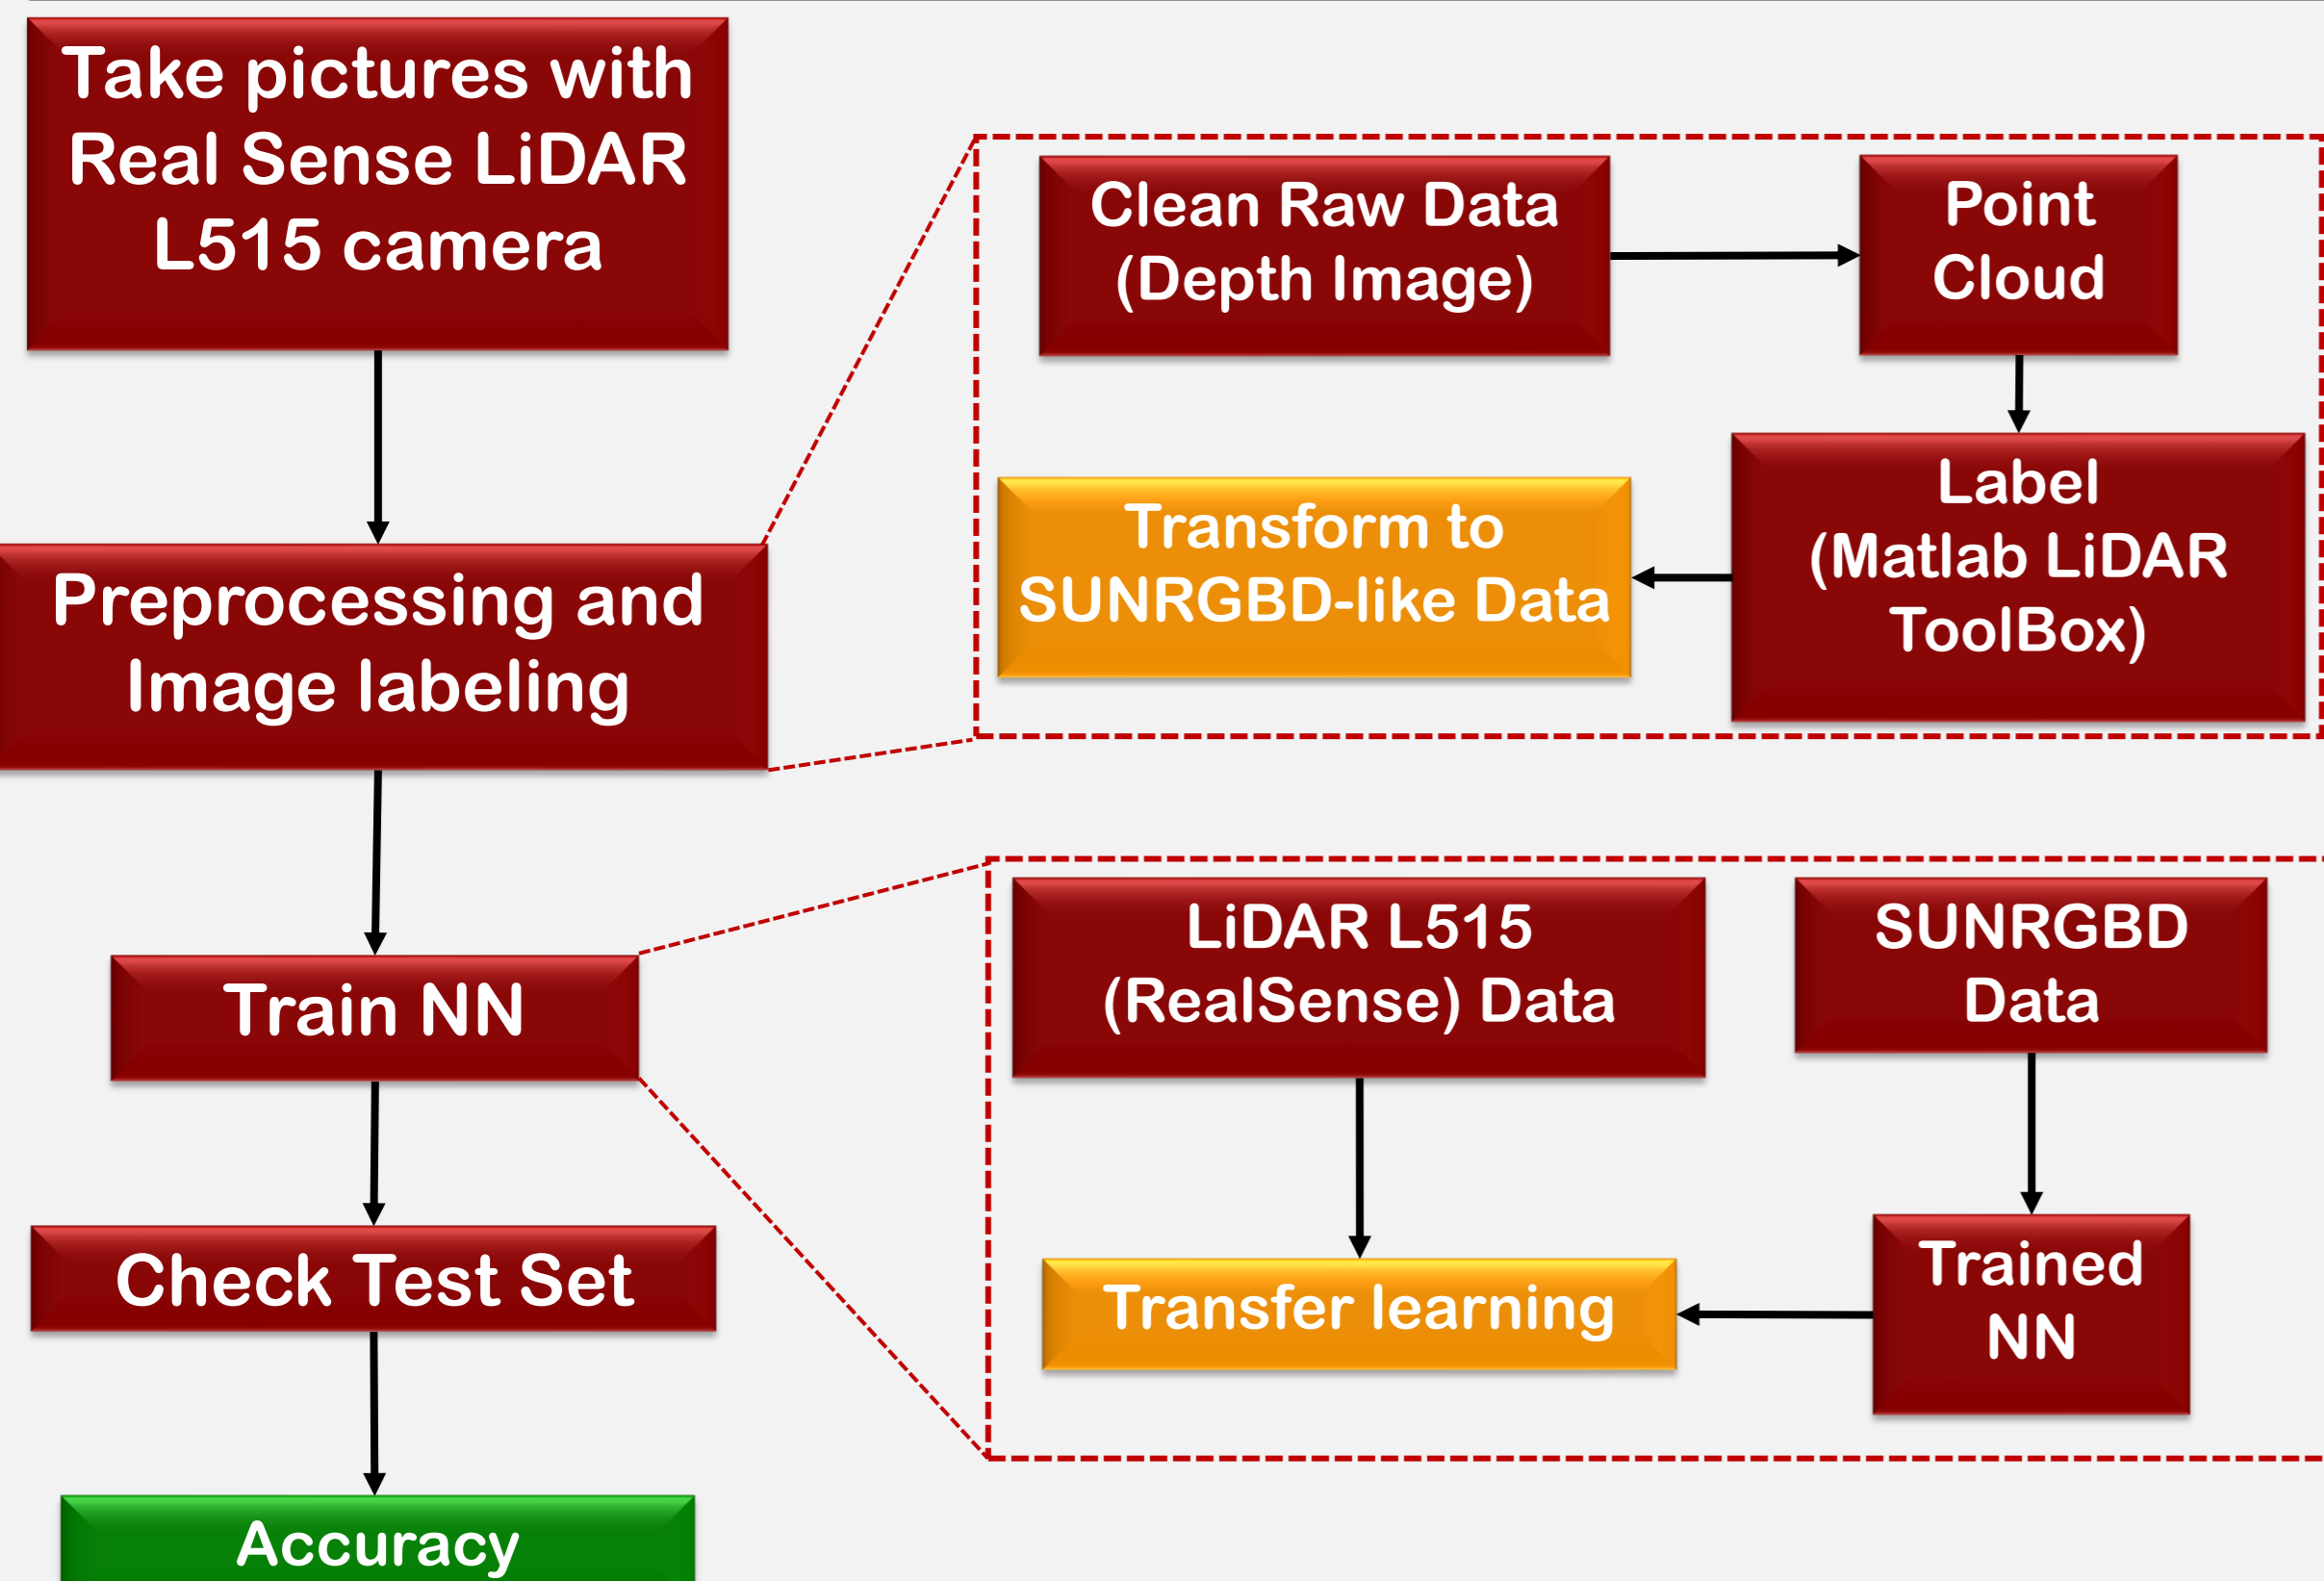 Take pictures with
Real Sense LiDAR
L515 camera
Preprocessing and
Image labeling
Train NN
Check Test Set
Accuracy
Clean Raw Data
(Depth Image)
Point
Cloud
Label
(Matlab LiDAR
ToolBox)
Transform to
SUNRGBD-like Data
LiDAR L515
(RealSense) Data
SUNRGBD
Data
Trained
NN
Transfer learning